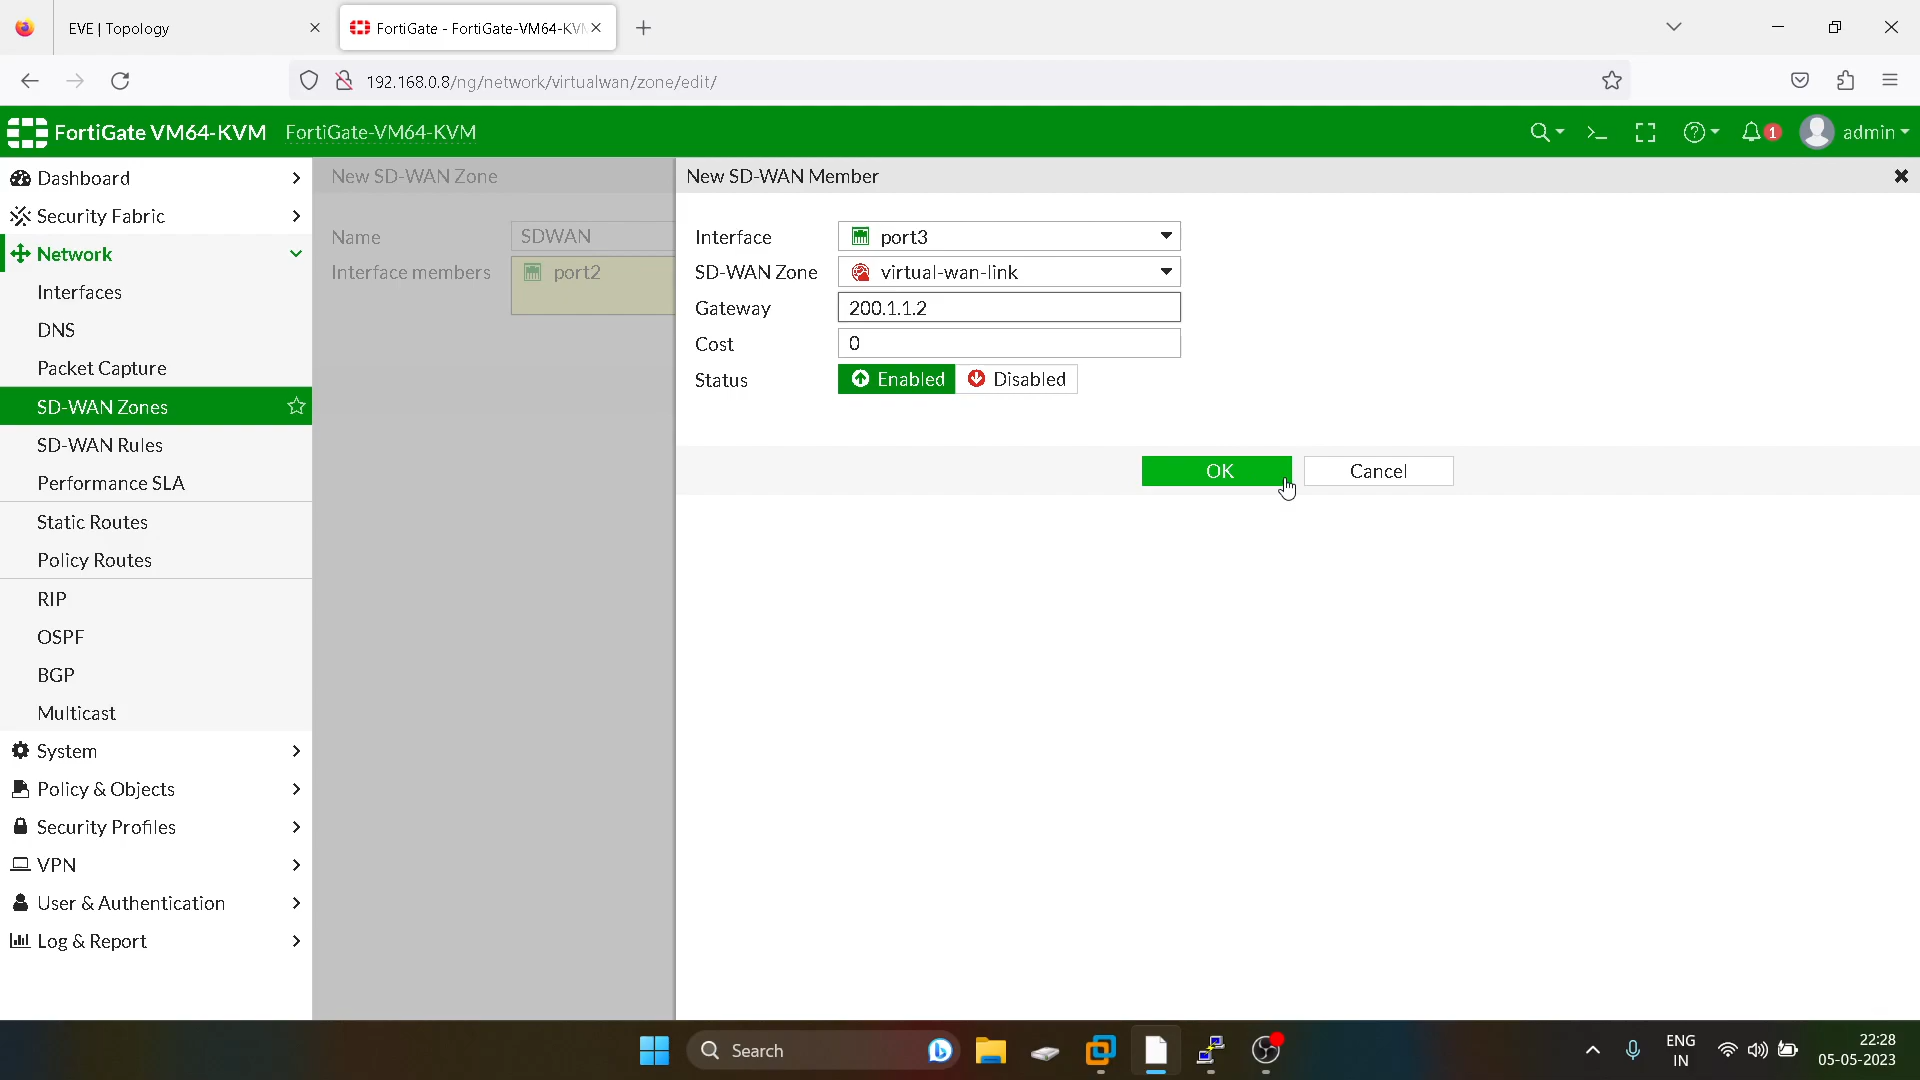 EVE | Topology
FortiGate - FortiGate-VM64-KVM
192.168.0.8/ng/network/virtualwan/zone/edit/
FortiGate VM64-KVM
FortiGate-VM64-KVM
1
admin
Dashboard
Security Fabric
Network
Interfaces
DNS
Packet Capture
SD-WAN Zones
SD-WAN Rules
Performance SLA
Static Routes
Policy Routes
RIP
OSPF
BGP
Multicast
System
Policy & Objects
Security Profiles
VPN
User & Authentication
Log & Report
New SD-WAN Zone
Name SDWAN
Interface members port2
New SD-WAN Member
Interface port3
SD-WAN Zone virtual-wan-link
Gateway 200.1.1.2
Cost 0
Status Enabled Disabled
OK Cancel
Search
ENG
IN
22:28
05-05-2023